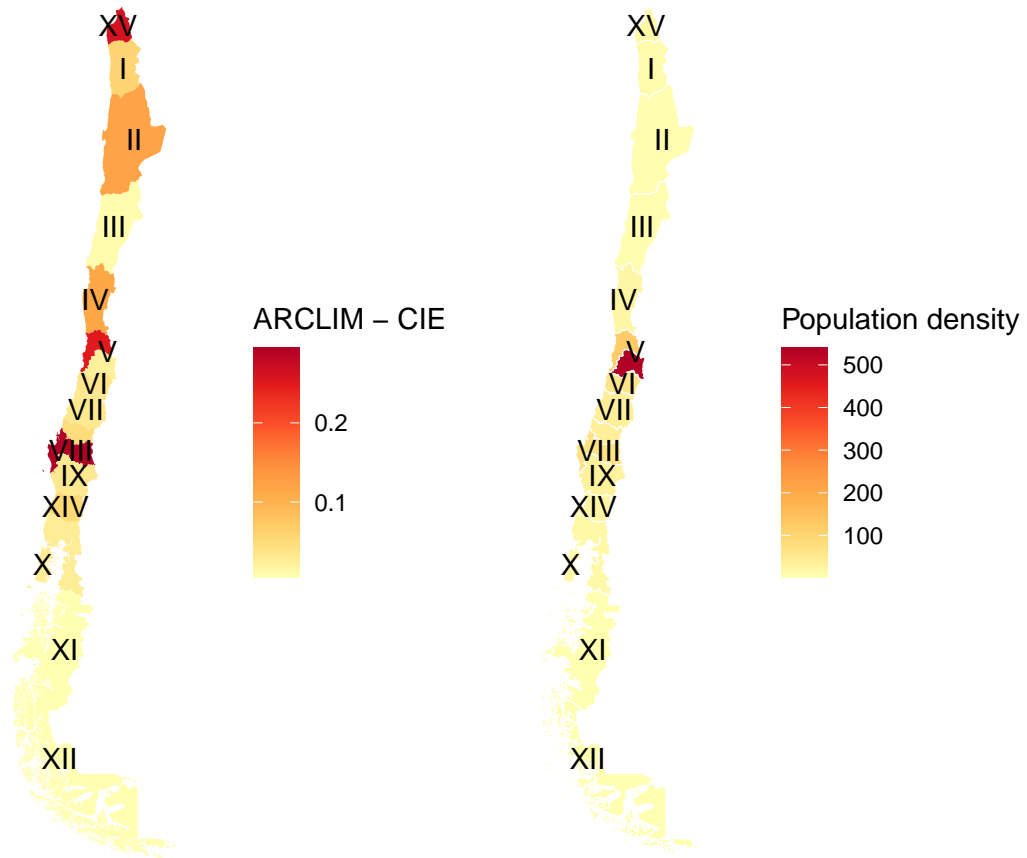 XV
I
II
III
IV
V
VI
VII
VIII
IX
XIV
X
XI
XII
ARCLIM – CIE
0.2
0.1
XV
I
II
III
IV
V
VI
VII
VIII
IX
XIV
X
XI
XII
Population density
500
400
300
200
100